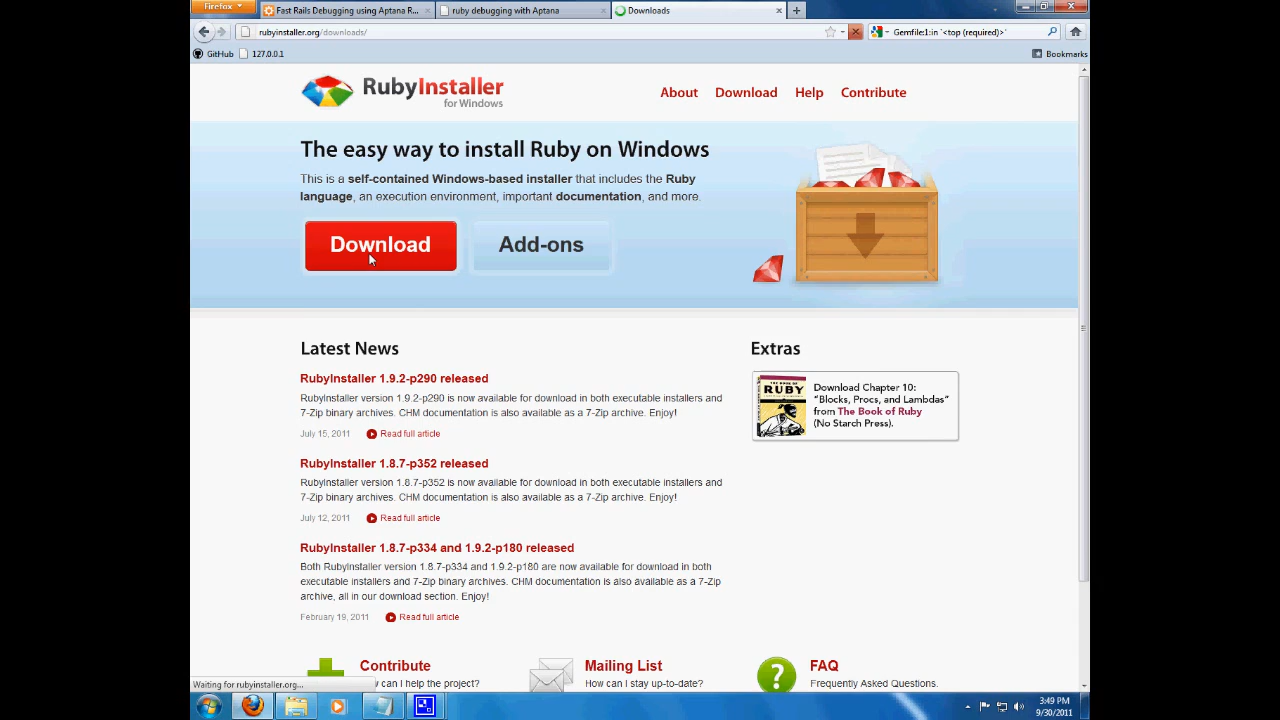 Firefox
Fast Rails Debugging using Aptana R...
ruby debugging with Aptana
Downloads
rubyinstaller.org/downloads/
Gemfile:1:in `<top (required)>'
GitHub
127.0.0.1
Bookmarks
RubyInstaller
for Windows
About
Download
Help
Contribute
The easy way to install Ruby on Windows
This is a self-contained Windows-based installer that includes the Ruby
language, an execution environment, important documentation, and more.
Download
Add-ons
Latest News
RubyInstaller 1.9.2-p290 released
RubyInstaller version 1.9.2-p290 is now available for download in both executable installers and
7-Zip binary archives. CHM documentation is also available as a 7-Zip archive. Enjoy!
July 15, 2011
Read full article
RubyInstaller 1.8.7-p352 released
RubyInstaller version 1.8.7-p352 is now available for download in both executable installers and
7-Zip binary archives. CHM documentation is also available as a 7-Zip archive. Enjoy!
July 12, 2011
Read full article
RubyInstaller 1.8.7-p334 and 1.9.2-p180 released
Both RubyInstaller version 1.8.7-p334 and 1.9.2-p180 are now available for download in both
executable installers and 7-Zip binary archives. CHM documentation is also available as a 7-Zip
archive, all in our download section. Enjoy!
February 19, 2011
Read full article
Extras
RUBY
Download Chapter 10:
"Blocks, Procs, and Lambdas"
from The Book of Ruby
(No Starch Press).
Contribute
can I help the project?
Mailing List
How can I stay up-to-date?
FAQ
Frequently Asked Questions.
Waiting for rubyinstaller.org...
3:49 PM
9/30/2011